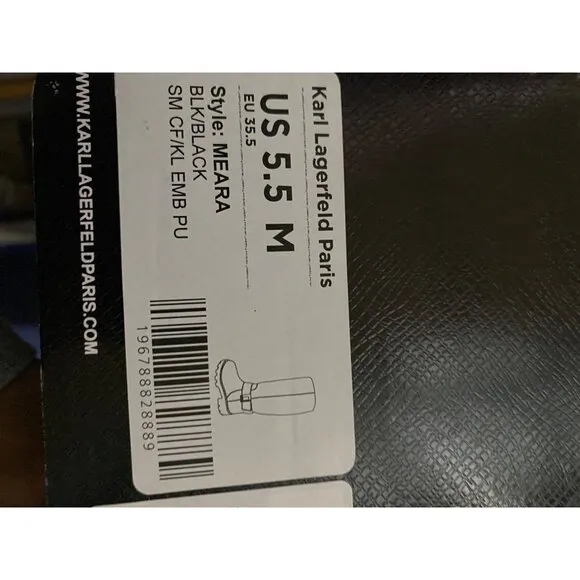 Karl Lagerfeld Paris
US 5.5 M
EU 35.5
Style: MEARA
BLK/BLACK
SM CF/KL EMB PU
196788828889
WWW.KARLLAGERFELDPARIS.COM